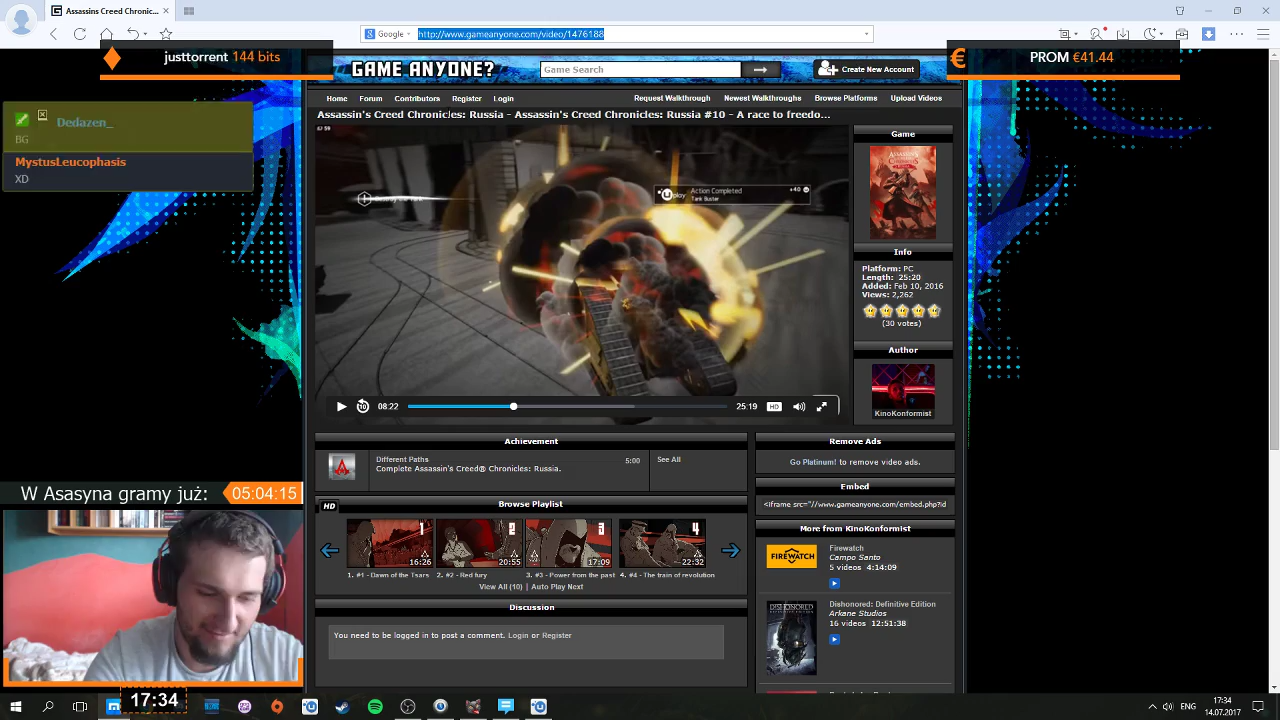 Assassins Creed Chronic...
Google
http://www.gameanyone.com/video/1476188
justtorrent 144 bits
PROM €41.44
GAME ANYONE?
Game Search
Create New Account
Home Forum Contributors Register Login
Request Walkthrough Newest Walkthroughs Browse Platforms Upload Videos
Assassin's Creed Chronicles: Russia - Assassin's Creed Chronicles: Russia #10 - A race to freedo...
Dedazen_
BG
MystusLeucophasis
XD
uplay Action Completed +40
Tank Buster
Game
Info
Platform: PC
Length: 25:20
Added: Feb 10, 2016
Views: 2,262
(30 votes)
Author
KinoKonformist
10 08:22 25:19 HD
Achievement
Different Paths 5:00
Complete Assassin's Creed® Chronicles: Russia.
See All
Remove Ads
Go Platinum! to remove video ads.
Embed
<iframe src="//www.gameanyone.com/embed.php?id
HD Browse Playlist
1 16:26
2 20:55
3 17:09
4 22:32
1. #1 - Dawn of the Tsars 2. #2 - Red fury 3. #3 - Power from the past 4. #4 - The train of revolution
View All (10) | Auto Play Next
More from KinoKonformist
FIREWATCH
Firewatch
Campo Santo
5 videos 4:14:09
DISHONORED
Dishonored: Definitive Edition
Arkane Studios
16 videos 12:51:38
Discussion
You need to be logged in to post a comment. Login or Register
W Asasyna gramy już: 05:04:15
17:34
ENG
17:34
14.07.2017